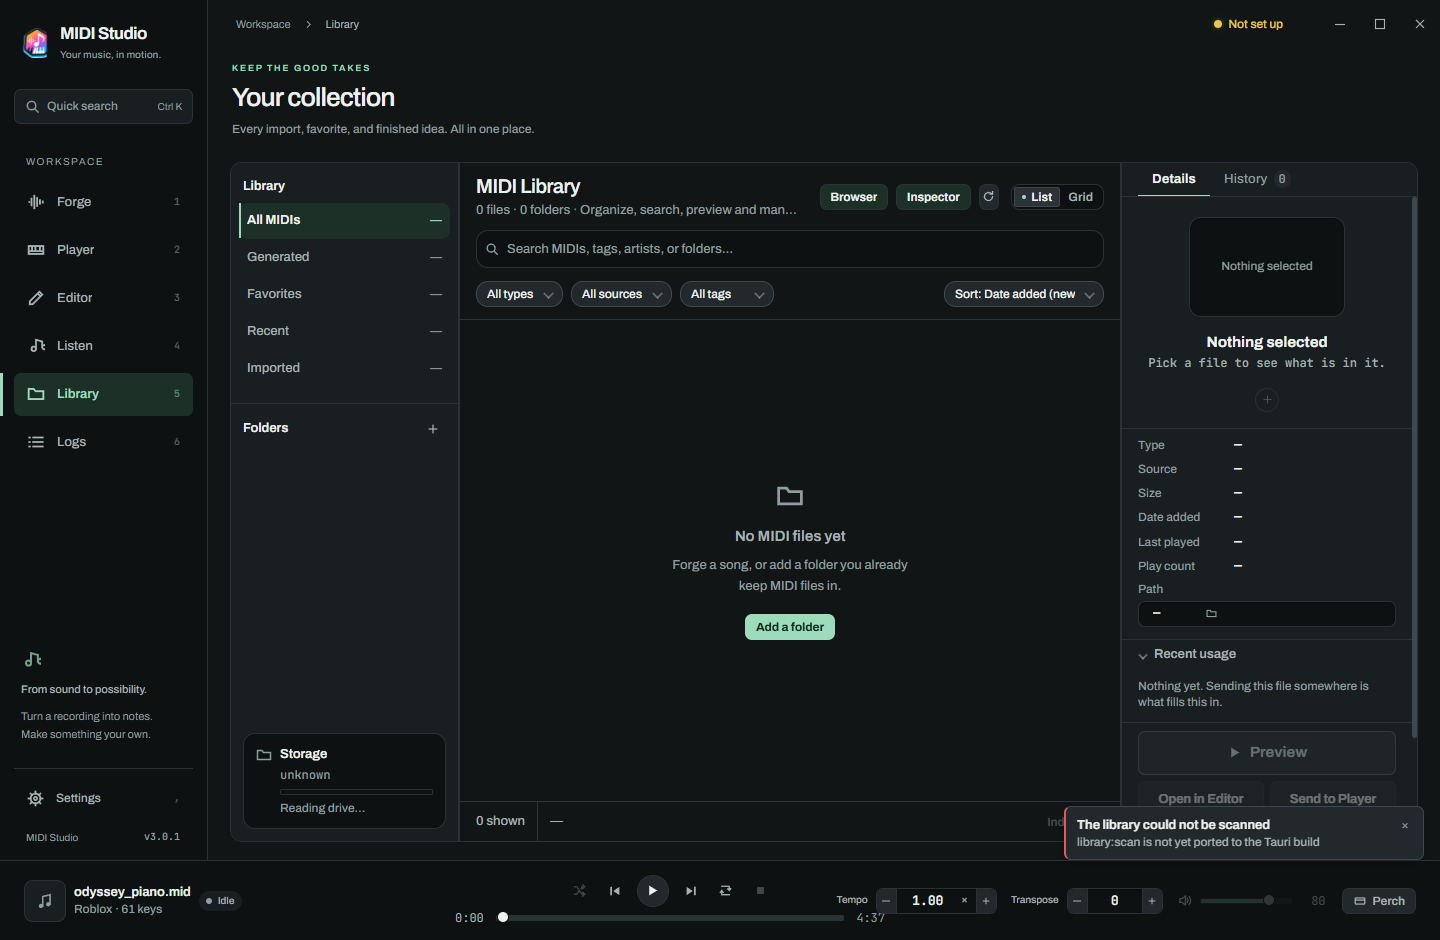 MIDI Studio
Your music, in motion.
Quick search Ctrl K
WORKSPACE
Forge 1
Player 2
Editor 3
Listen 4
Library 5
Logs 6
From sound to possibility.
Turn a recording into notes.
Make something your own.
Settings ,
MIDI Studio v3.0.1
Workspace > Library
Not set up
KEEP THE GOOD TAKES
Your collection
Every import, favorite, and finished idea. All in one place.
Library
All MIDIs —
Generated —
Favorites —
Recent —
Imported —
Folders +
Storage
unknown
Reading drive...
MIDI Library
0 files · 0 folders · Organize, search, preview and man...
Browser Inspector List Grid
Search MIDIs, tags, artists, or folders...
All types All sources All tags Sort: Date added (new
No MIDI files yet
Forge a song, or add a folder you already
keep MIDI files in.
Add a folder
0 shown —
Ind
Details History 0
Nothing selected
Nothing selected
Pick a file to see what is in it.
+
Type —
Source —
Size —
Date added —
Last played —
Play count —
Path
—
Recent usage
Nothing yet. Sending this file somewhere is
what fills this in.
Preview
Open in Editor Send to Player
The library could not be scanned ×
library:scan is not yet ported to the Tauri build
odyssey_piano.mid
Roblox · 61 keys
Idle
0:00 4:37
Tempo − 1.00 × +
Transpose − 0 +
80
Perch